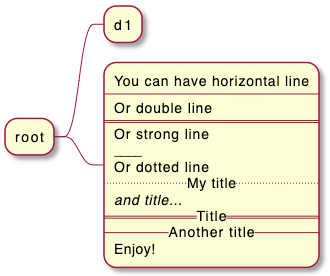 d1
root
You can have horizontal line
Or double line
Or strong line
____
Or dotted line
My title
and title...
Title
Another title
Enjoy!